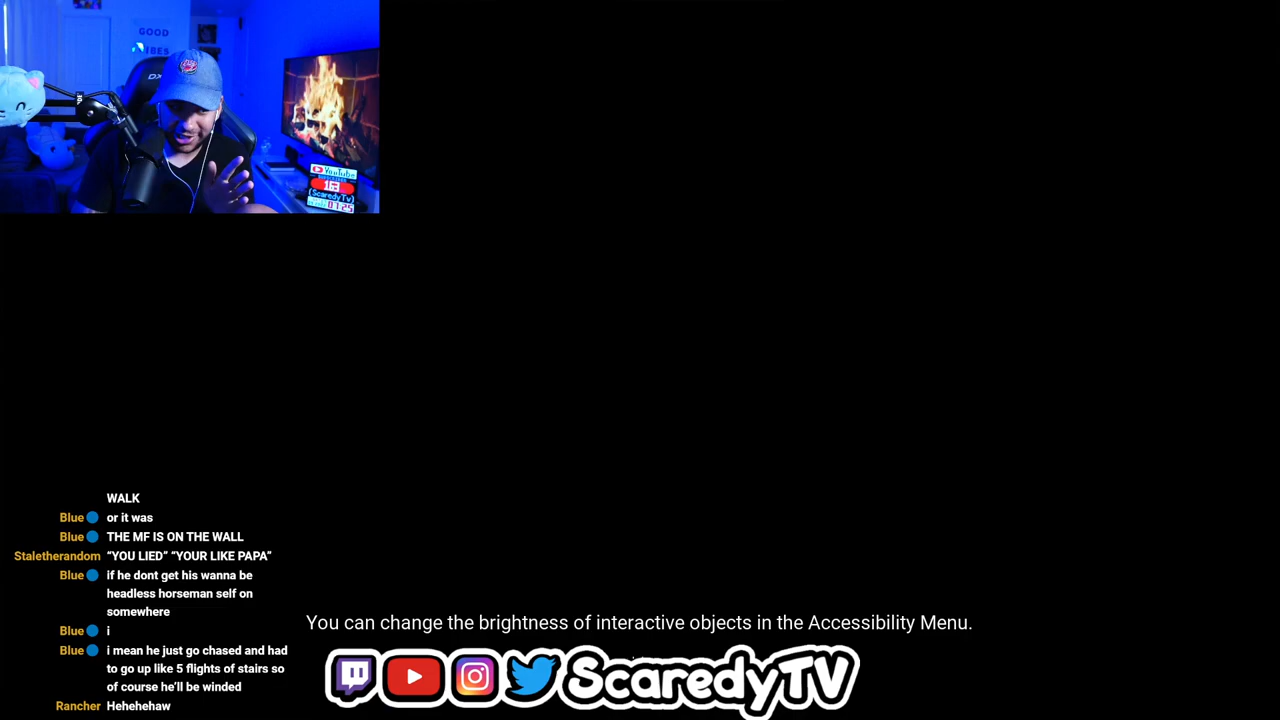 GOOD
VIBES
DX
YouTube
(ScaredyTv)
WALK
Blue or it was
Blue THE MF IS ON THE WALL
Staletherandom “YOU LIED” “YOUR LIKE PAPA”
Blue if he dont get his wanna be
headless horseman self on
somewhere
Blue i
Blue i mean he just go chased and had
to go up like 5 flights of stairs so
of course he’ll be winded
Rancher Hehehehaw
You can change the brightness of interactive objects in the Accessibility Menu.
ScaredyTV